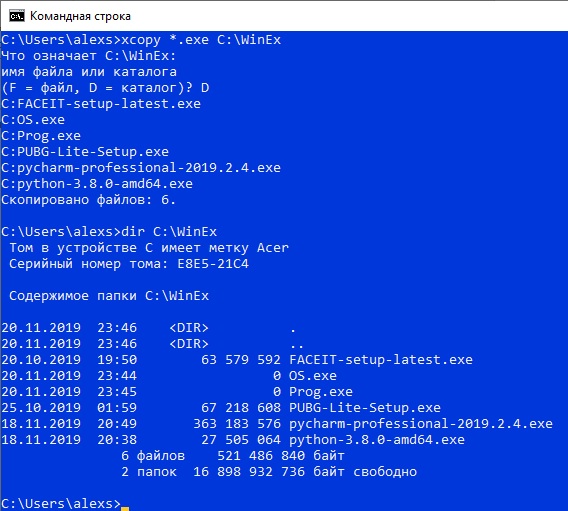 Командная строка
C:\Users\alexs>xcopy *.exe C:\WinEx
Что означает C:\WinEx:
имя файла или каталога
(F = файл, D = каталог)? D
C:FACEIT-setup-latest.exe
C:OS.exe
C:Prog.exe
C:PUBG-Lite-Setup.exe
C:pycharm-professional-2019.2.4.exe
C:python-3.8.0-amd64.exe
Скопировано файлов: 6.
C:\Users\alexs>dir C:\WinEx
Том в устройстве C имеет метку Acer
Серийный номер тома: E8E5-21C4
Содержимое папки C:\WinEx
20.11.2019  23:46    <DIR>          .
20.11.2019  23:46    <DIR>          ..
20.10.2019  19:50        63 579 592 FACEIT-setup-latest.exe
20.11.2019  23:44                 0 OS.exe
20.11.2019  23:45                 0 Prog.exe
25.10.2019  01:59        67 218 608 PUBG-Lite-Setup.exe
18.11.2019  20:49       363 183 576 pycharm-professional-2019.2.4.exe
18.11.2019  20:38        27 505 064 python-3.8.0-amd64.exe
6 файлов    521 486 840 байт
2 папок  16 898 932 736 байт свободно
C:\Users\alexs>